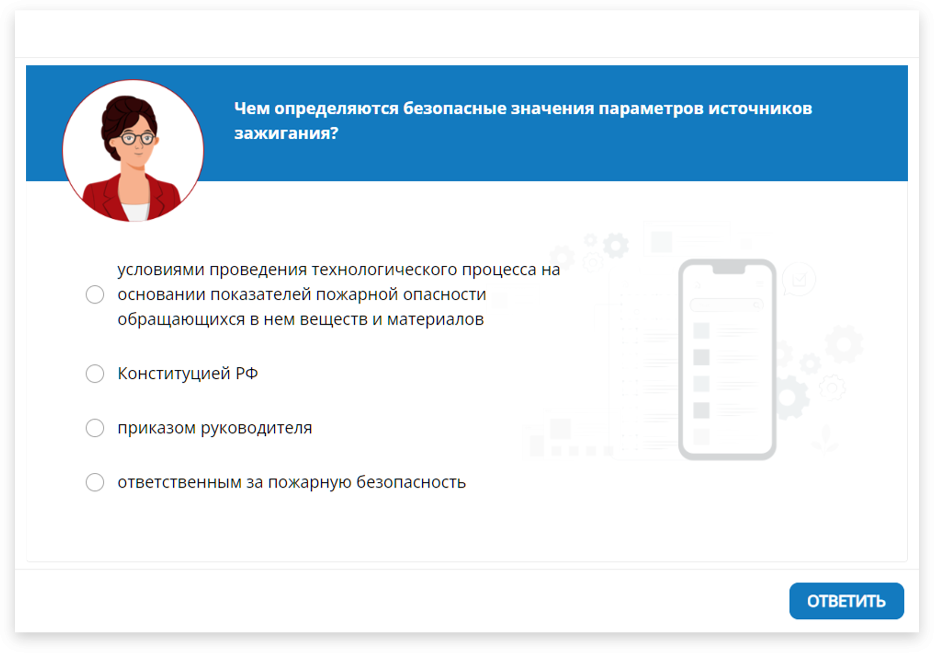 Чем определяются безопасные значения параметров источников
зажигания?
условиями проведения технологического процесса на
основании показателей пожарной опасности
обращающихся в нем веществ и материалов
Конституцией РФ
приказом руководителя
ответственным за пожарную безопасность
ОТВЕТИТЬ